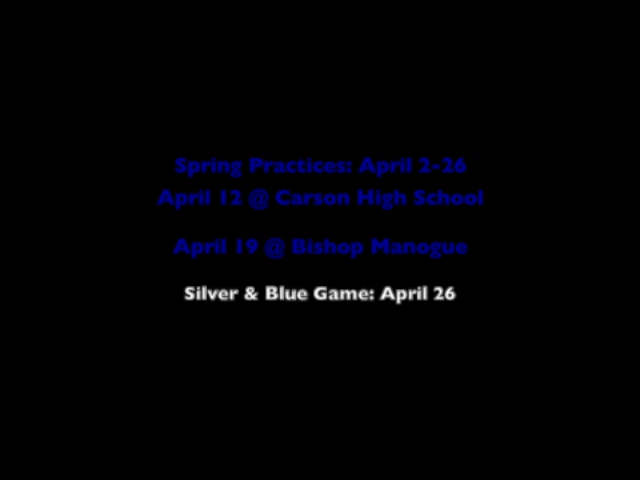 Spring Practices: April 2-26
April 12 @ Carson High School
April 19 @ Bishop Manogue
Silver & Blue Game: April 26